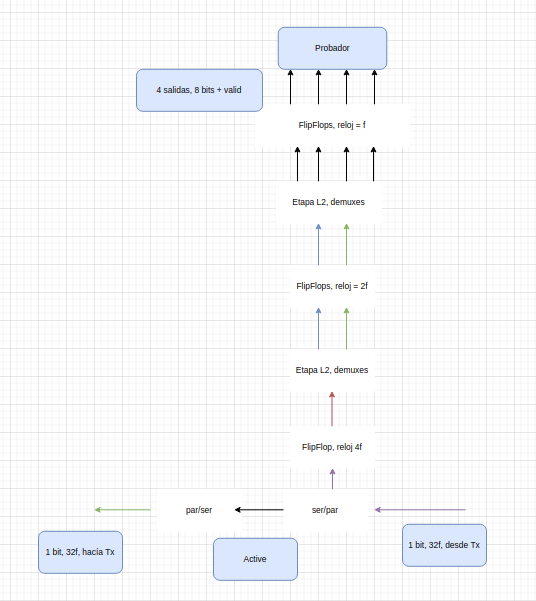 Probador
4 salidas, 8 bits + valid
FlipFlops, reloj = f
Etapa L2, demuxes
FlipFlops, reloj = 2f
Etapa L2, demuxes
FlipFlop, reloj 4f
par/ser
ser/par
1 bit, 32f, hacía Tx
Active
1 bit, 32f, desde Tx